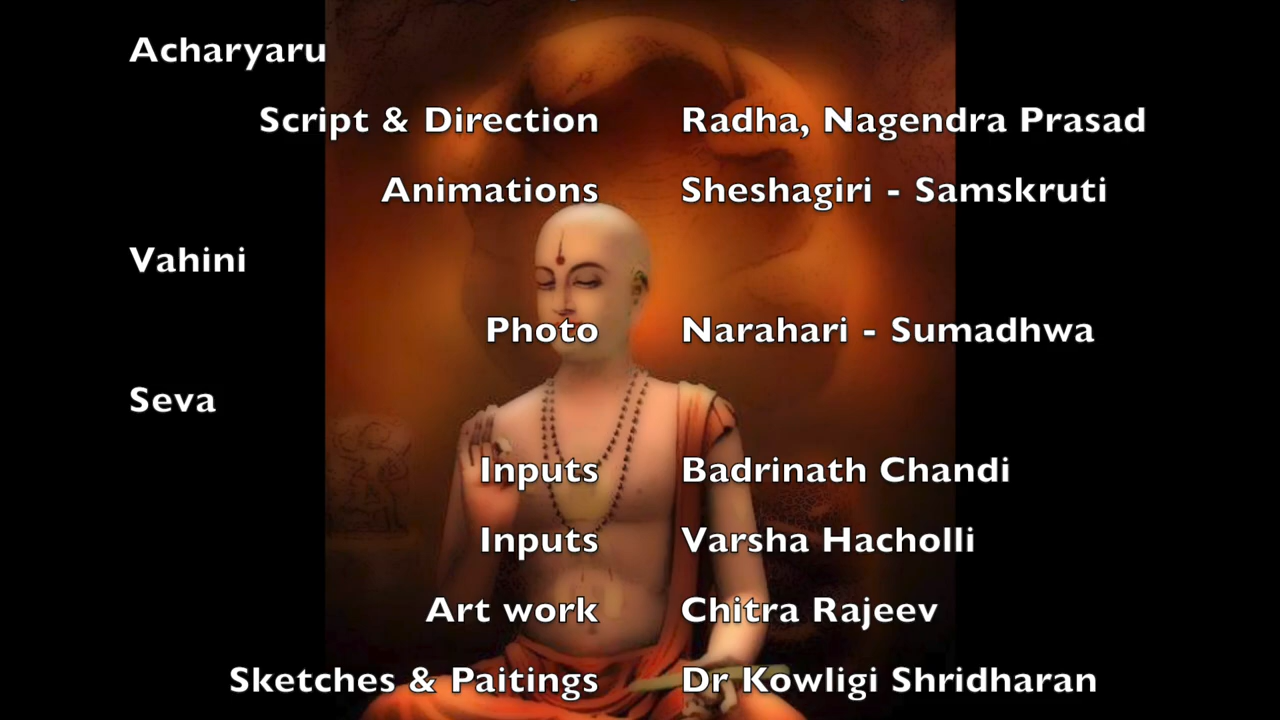 Acharyaru
Script & Direction Radha, Nagendra Prasad
Animations Sheshagiri - Samskruti
Vahini
Photo Narahari - Sumadhwa
Seva
Inputs Badrinath Chandi
Inputs Varsha Hacholli
Art work Chitra Rajeev
Sketches & Paitings Dr Kowligi Shridharan